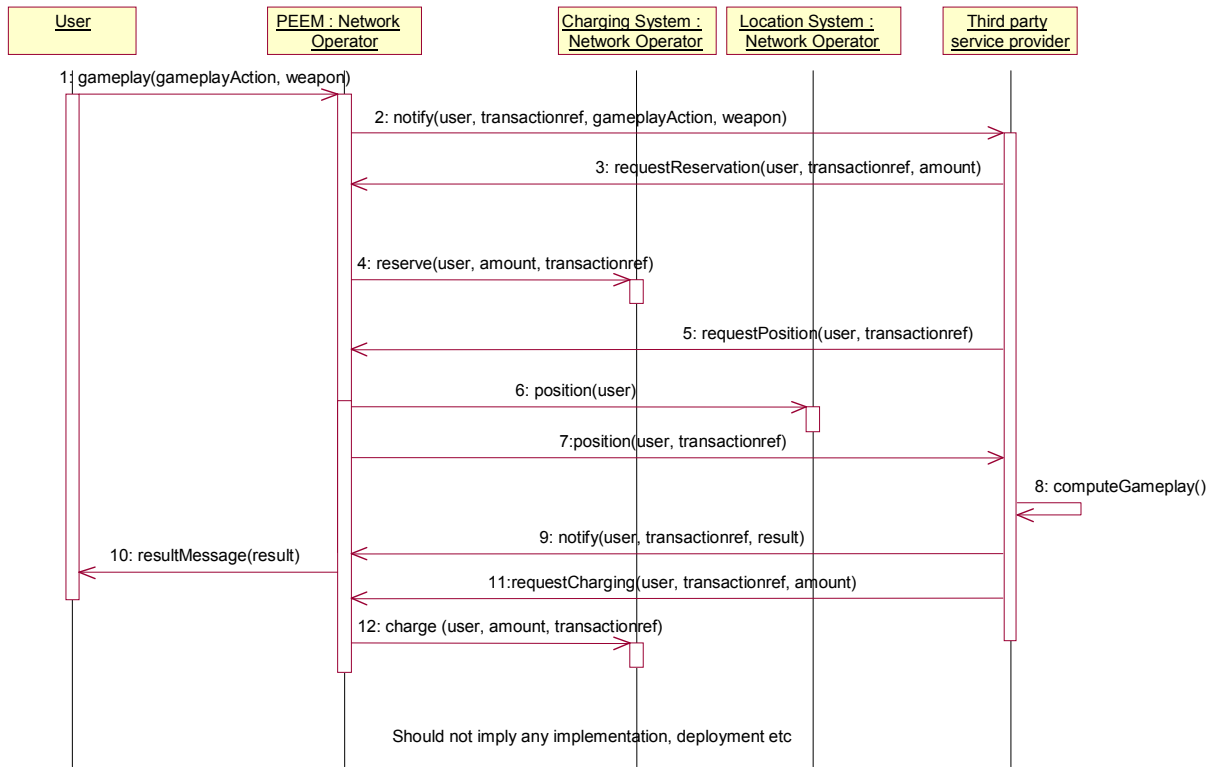 User
PEEM : Network
Operator
Charging System :
Network Operator
Location System :
Network Operator
Third party
service provider
1: gameplay(gameplayAction, weapon)
2: notify(user, transactionref, gameplayAction, weapon)
3: requestReservation(user, transactionref, amount)
4: reserve(user, amount, transactionref)
5: requestPosition(user, transactionref)
6: position(user)
7:position(user, transactionref)
8: computeGameplay()
9: notify(user, transactionref, result)
10: resultMessage(result)
11:requestCharging(user, transactionref, amount)
12: charge (user, amount, transactionref)
Should not imply any implementation, deployment etc